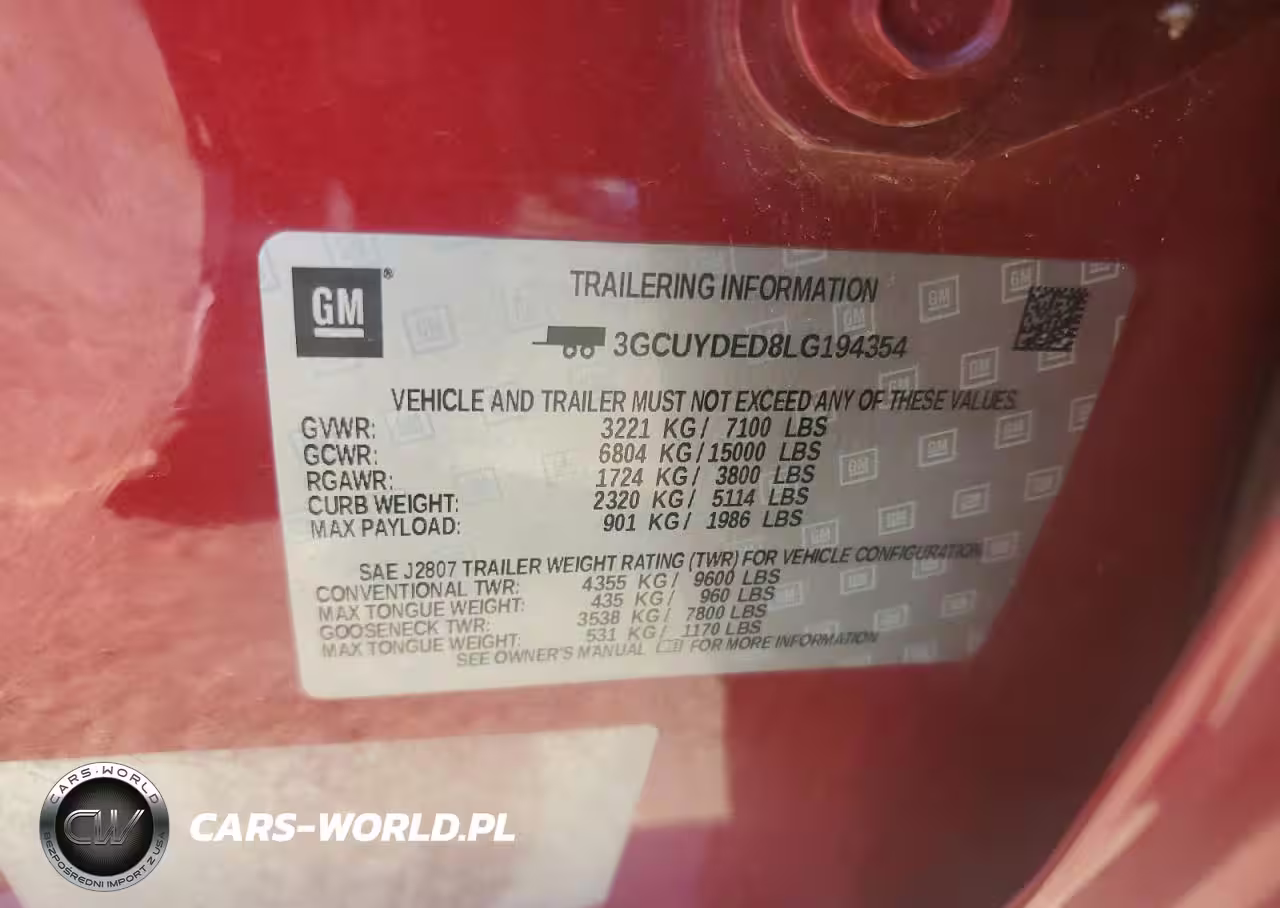 GM®
TRAILERING INFORMATION
3GCUYDED8LG194354
VEHICLE AND TRAILER MUST NOT EXCEED ANY OF THESE VALUES
GVWR: 3221 KG/ 7100 LBS
GCWR: 6804 KG/15000 LBS
RGAWR: 1724 KG/ 3800 LBS
CURB WEIGHT: 2320 KG/ 5114 LBS
MAX PAYLOAD: 901 KG/ 1986 LBS
SAE J2807 TRAILER WEIGHT RATING (TWR) FOR VEHICLE CONFIGURATION
CONVENTIONAL TWR: 4355 KG/ 9600 LBS
MAX TONGUE WEIGHT: 435 KG/ 960 LBS
GOOSENECK TWR: 3538 KG/ 7800 LBS
MAX TONGUE WEIGHT: 531 KG/ 1170 LBS
SEE OWNER'S MANUAL FOR MORE INFORMATION
CARS-WORLD
CW
BEZPOŚREDNI IMPORT Z USA
CARS-WORLD.PL